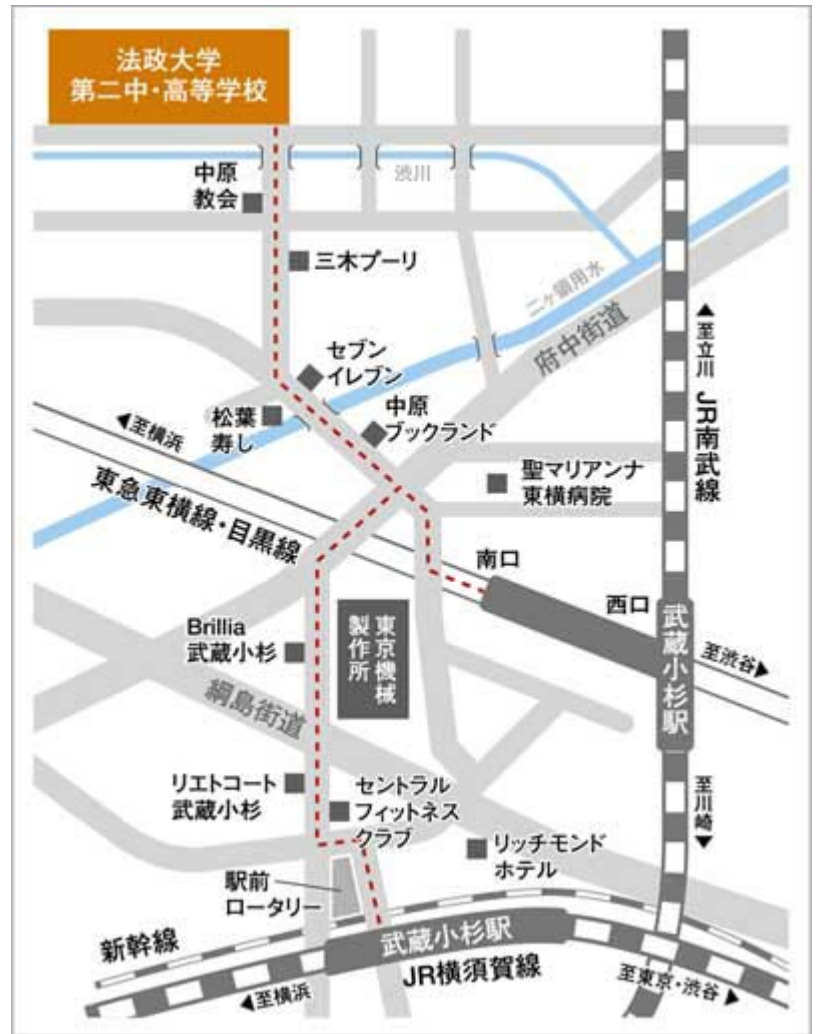 法政大学
第二中・高等学校
中原
教会
渋川
三木プーリ
二ヶ領用水
府中街道
セブン
イレブン
中原
ブックランド
松葉
寿し
◀至横浜
東急東横線・目黒線
▲至立川
JR南武線
聖マリアンナ
東横病院
南口
西口
武蔵小杉駅
至渋谷▶
Brillia
武蔵小杉
東京機械
製作所
綱島街道
リエトコート
武蔵小杉
セントラル
フィットネス
クラブ
至川崎▼
リッチモンド
ホテル
駅前
ロータリー
新幹線
武蔵小杉駅
JR横須賀線
◀至横浜
至東京・渋谷▶